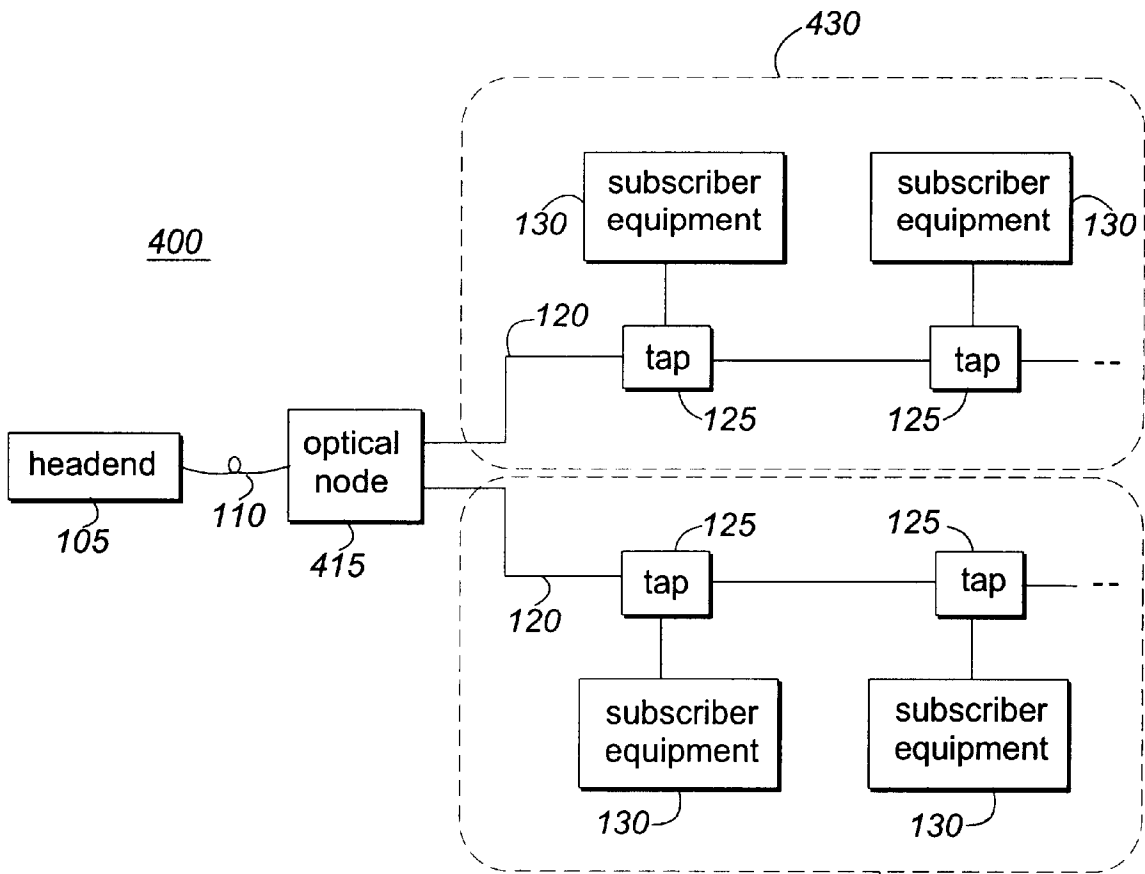 430
subscriber
equipment
130
subscriber
equipment
130
400
120
tap
125
tap
125
--
headend
105
110
optical
node
415
125
tap
125
tap
--
120
subscriber
equipment
130
subscriber
equipment
130